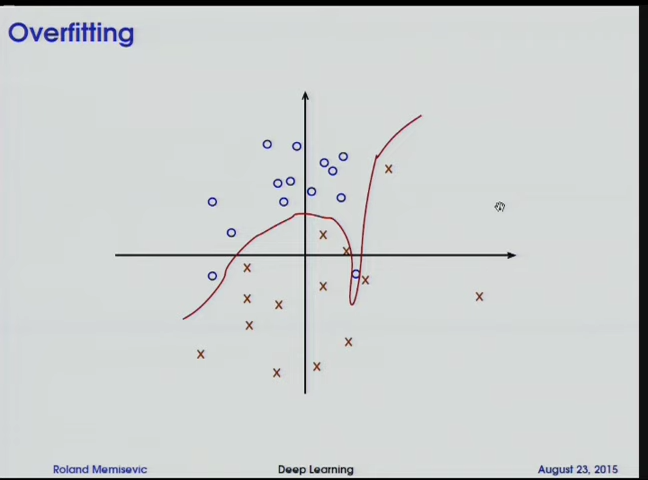 Overfitting
Roland Memisevic
Deep Learning
August 23, 2015